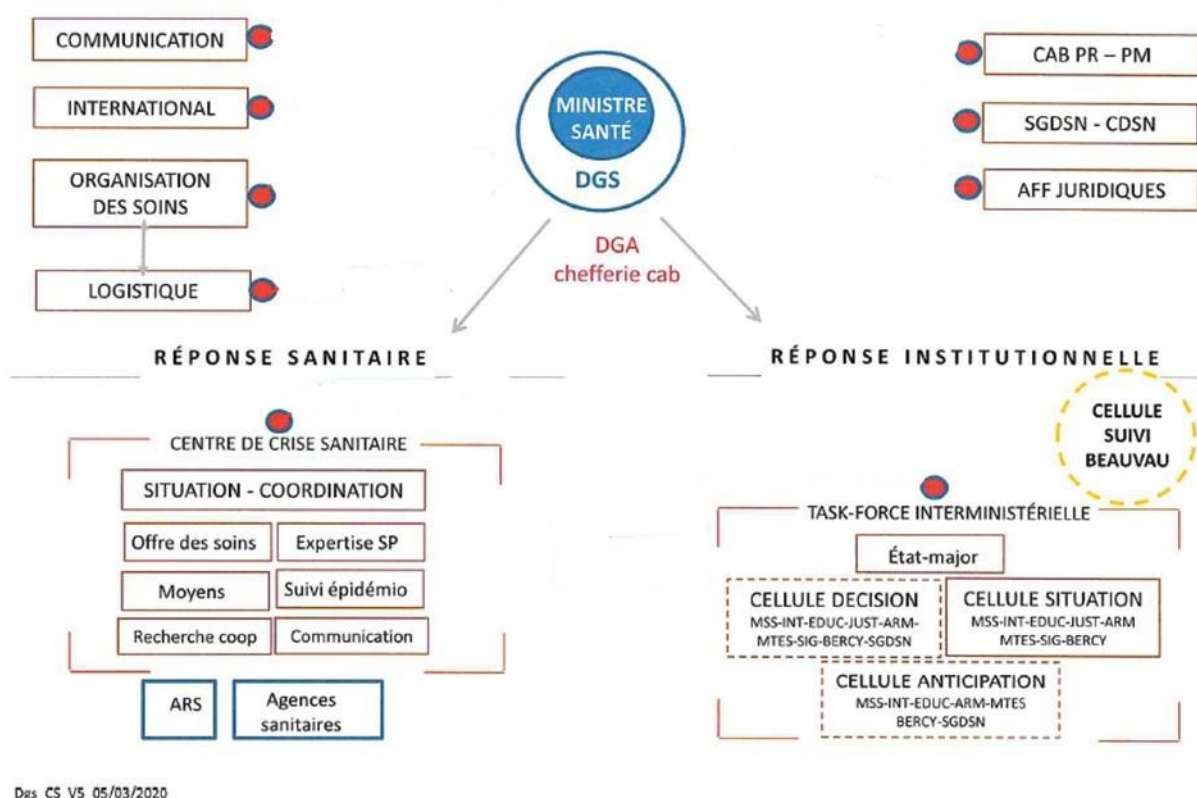 COMMUNICATION
INTERNATIONAL
ORGANISATION
DES SOINS
LOGISTIQUE
MINISTRE
SANTÉ
DGS
DGA
chefferie cab
CAB PR – PM
SGDSN - CDSN
AFF JURIDIQUES
RÉPONSE SANITAIRE
CENTRE DE CRISE SANITAIRE
SITUATION - COORDINATION
Offre des soins
Expertise SP
Moyens
Suivi épidémio
Recherche coop
Communication
ARS
Agences
sanitaires
RÉPONSE INSTITUTIONNELLE
CELLULE
SUIVI
BEAUVAU
TASK-FORCE INTERMINISTÉRIELLE
État-major
CELLULE DECISION
MSS-INT-EDUC-JUST-ARM-
MTES-SIG-BERCY-SGDSN
CELLULE SITUATION
MSS-INT-EDUC-JUST-ARM
MTES-SIG-BERCY
CELLULE ANTICIPATION
MSS-INT-EDUC-ARM-MTES
BERCY-SGDSN
Dgs_CS_V5_05/03/2020